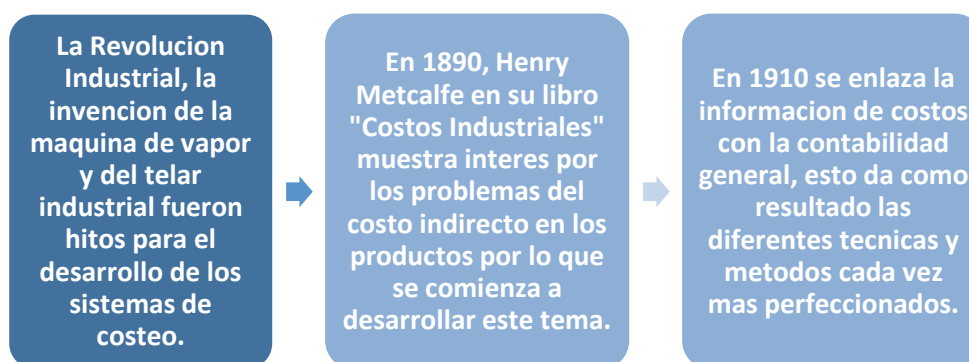 La Revolucion
Industrial, la
invencion de la
maquina de vapor
y del telar
industrial fueron
hitos para el
desarrollo de los
sistemas de
costeo.
En 1890, Henry
Metcalfe en su libro
"Costos Industriales"
muestra interes por
los problemas del
costo indirecto en los
productos por lo que
se comienza a
desarrollar este tema.
En 1910 se enlaza la
informacion de costos
con la contabilidad
general, esto da como
resultado las
diferentes tecnicas y
metodos cada vez
mas perfeccionados.